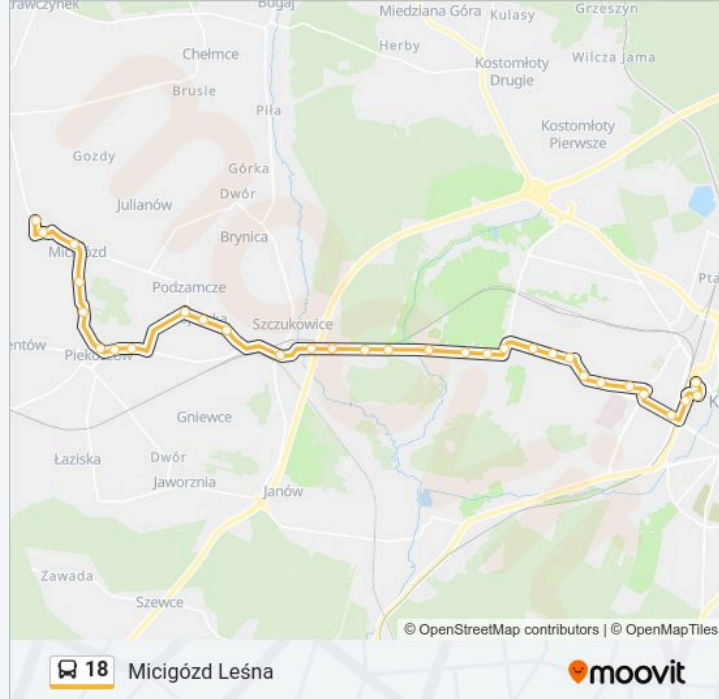 Miedziana Góra
Kulasy
Grzeszyn
Chełmce
Herby
Wilcza Jama
Kostomłoty
Drugie
Brusie
Piła
Kostomłoty
Pierwsze
Gozdy
Górka
Dwór
Julianów
Brynica
Micigózd
Podzamcze
Szczukowice
Piekoszów
Gniewce
Łaziska
Dwór
Jaworznia
Janów
Zawada
Szewce
© OpenStreetMap contributors | © OpenMapTiles
18 Micigózd Leśna
moovit